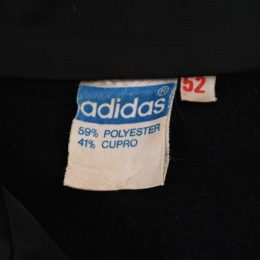 adidas
®
52
59% POLYESTER
41% CUPRO